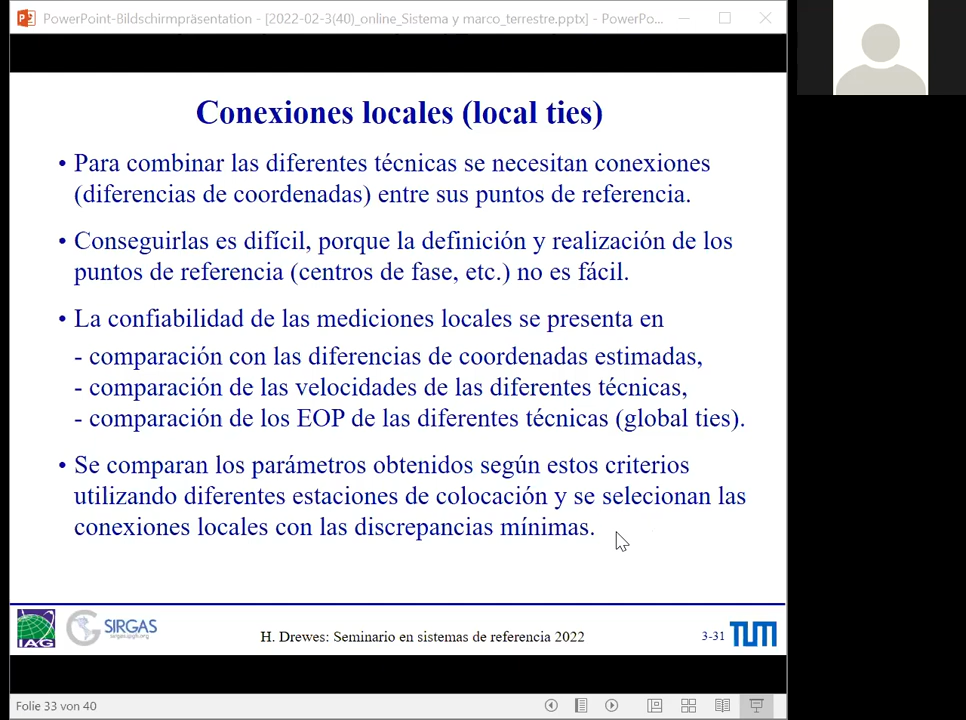 PowerPoint-Bildschirmpräsentation - [2022-02-3(40)_online_Sistema y marco_terrestre.pptx] - PowerPo...
Conexiones locales (local ties)
• Para combinar las diferentes técnicas se necesitan conexiones
(diferencias de coordenadas) entre sus puntos de referencia.
• Conseguirlas es difícil, porque la definición y realización de los
puntos de referencia (centros de fase, etc.) no es fácil.
• La confiabilidad de las mediciones locales se presenta en
- comparación con las diferencias de coordenadas estimadas,
- comparación de las velocidades de las diferentes técnicas,
- comparación de los EOP de las diferentes técnicas (global ties).
• Se comparan los parámetros obtenidos según estos criterios
utilizando diferentes estaciones de colocación y se selecionan las
conexiones locales con las discrepancias mínimas.
IAG
SIRGAS
H. Drewes: Seminario en sistemas de referencia 2022
3-31
TUM
Folie 33 von 40